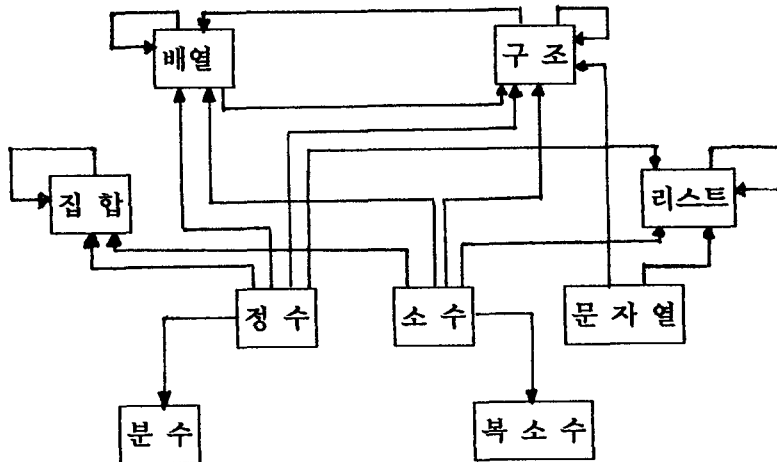 배열
구 조
집 합
리스트
정 수
소 수
문 자 열
분 수
복 소 수